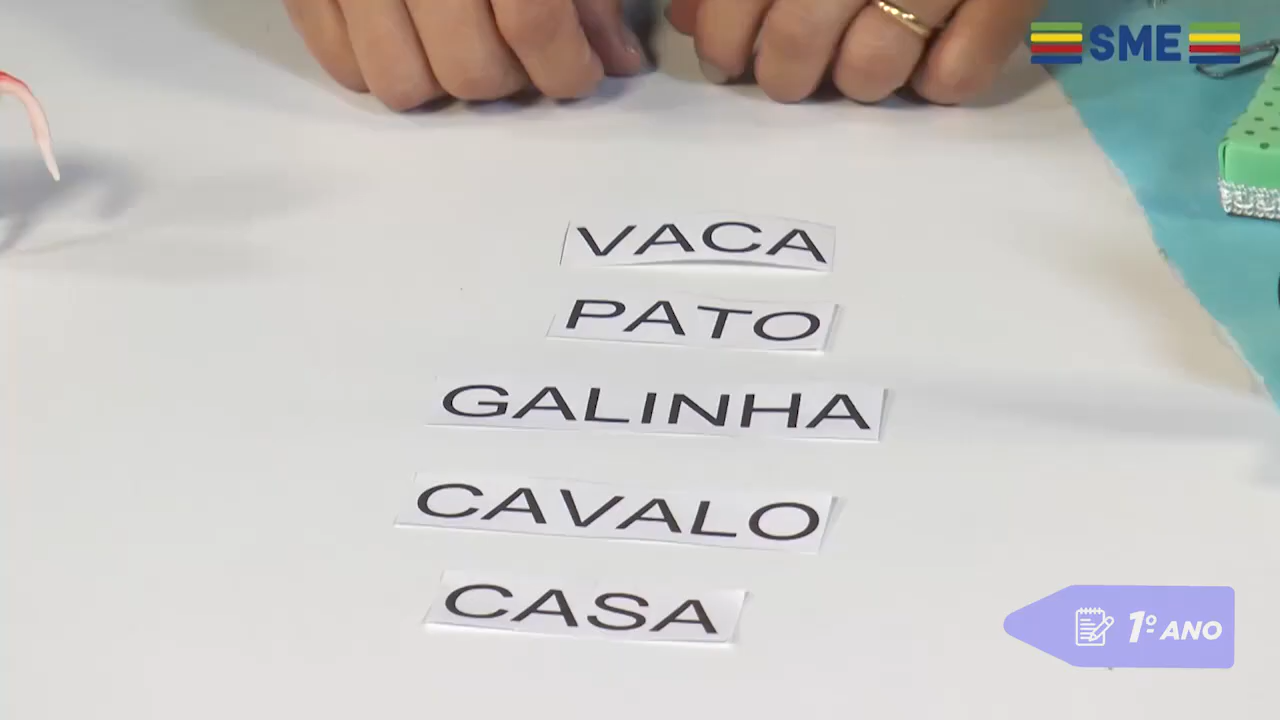 SME
VACA
PATO
GALINHA
CAVALO
CASA
1º ANO